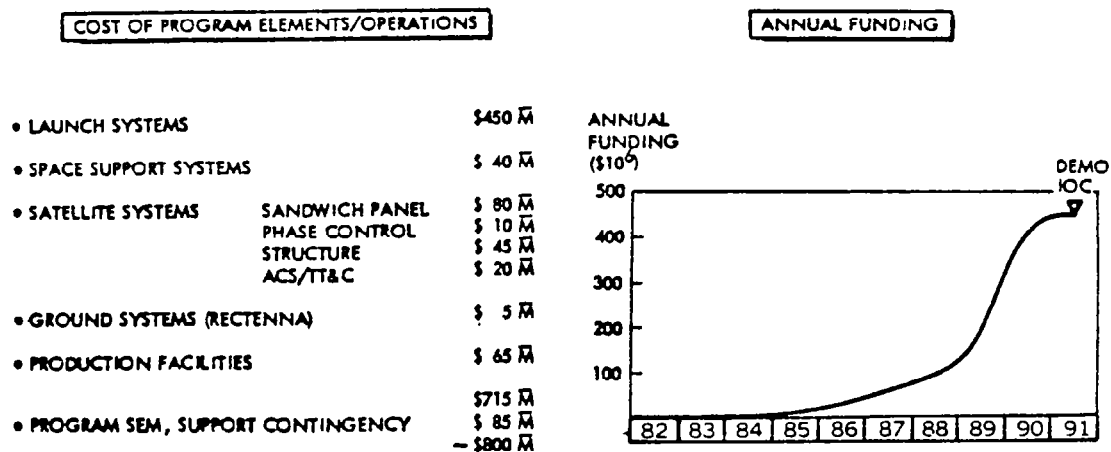 COST OF PROGRAM ELEMENTS/OPERATIONS
• LAUNCH SYSTEMS $450 M̅
• SPACE SUPPORT SYSTEMS $ 40 M̅
• SATELLITE SYSTEMS SANDWICH PANEL $ 80 M̅
PHASE CONTROL $ 10 M̅
STRUCTURE $ 45 M̅
ACS/TT&C $ 20 M̅
• GROUND SYSTEMS (RECTENNA) $ 5 M̅
• PRODUCTION FACILITIES $ 65 M̅
$715 M̅
• PROGRAM SEM, SUPPORT CONTINGENCY $ 85 M̅
~ $800 M̅
ANNUAL FUNDING
ANNUAL
FUNDING
($10⁶)
DEMO
IOC
500
400
300
200
100
82 83 84 85 86 87 88 89 90 91